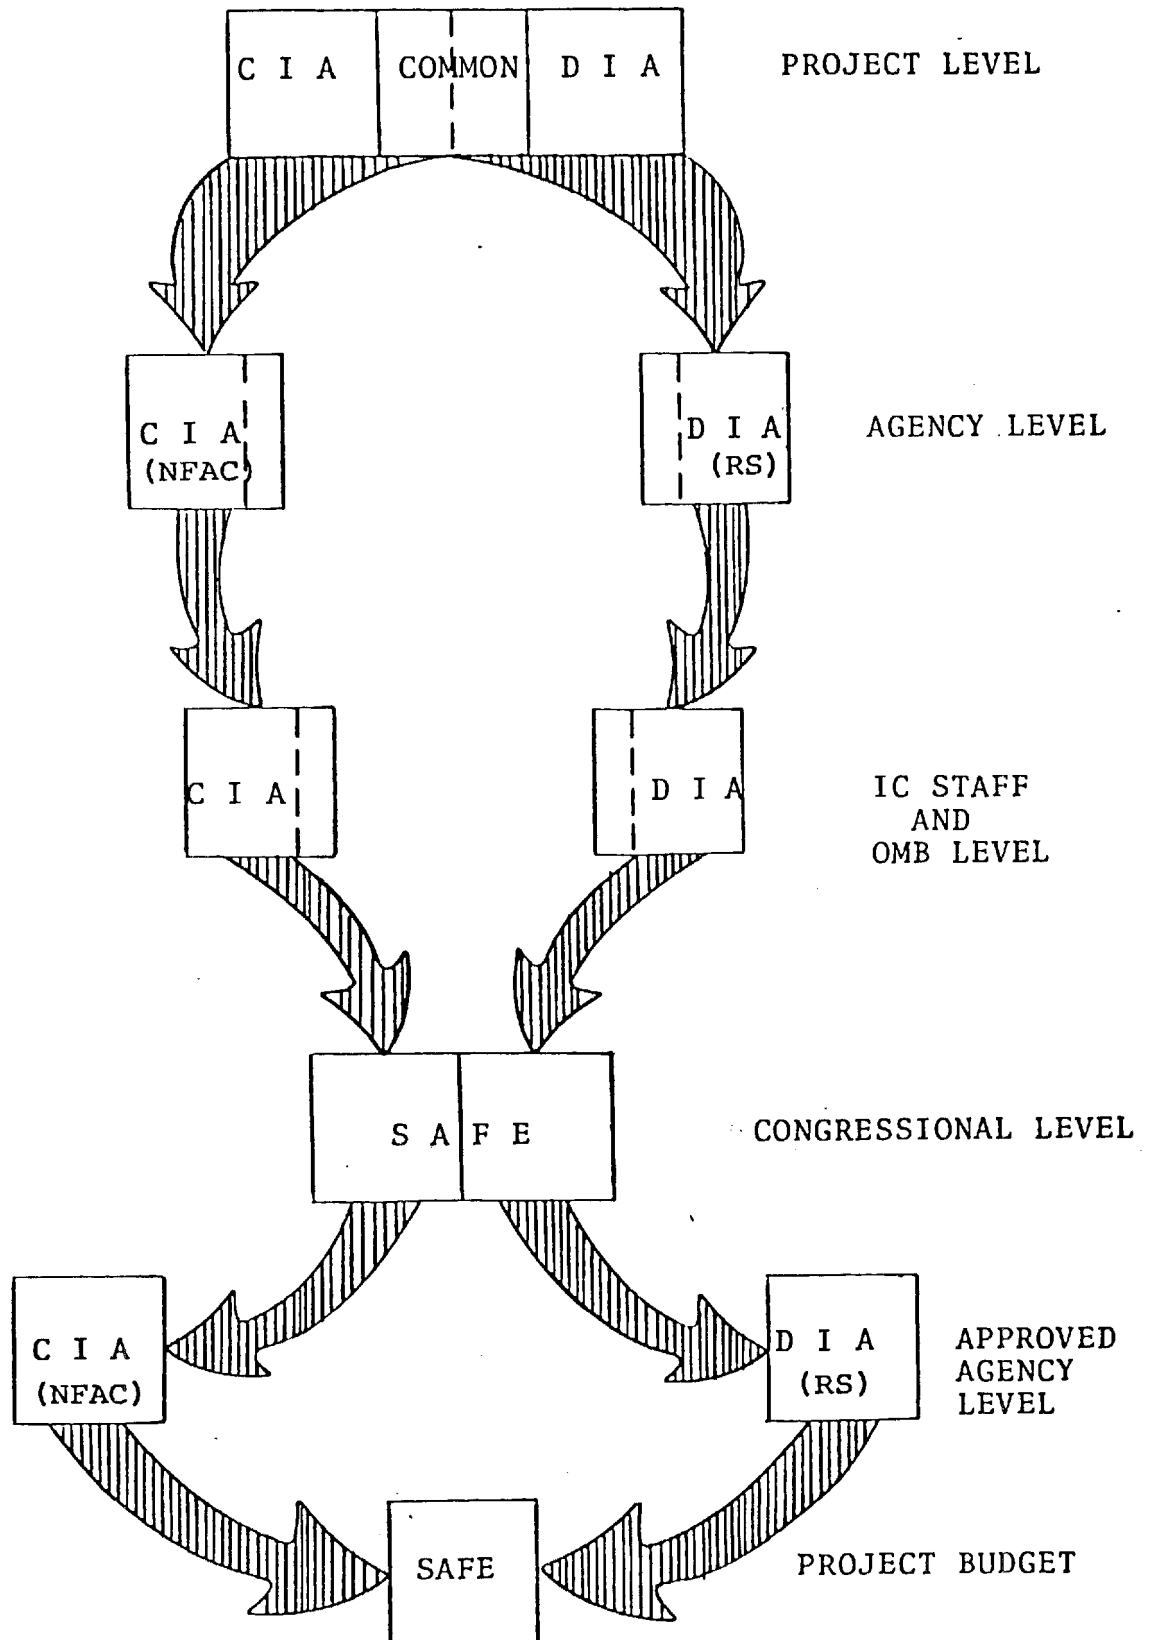 C I A COMMON D I A PROJECT LEVEL
C I A
(NFAC)
D I A
(RS)
AGENCY LEVEL
C I A
D I A
IC STAFF
AND
OMB LEVEL
S A F E CONGRESSIONAL LEVEL
C I A
(NFAC)
D I A
(RS)
APPROVED
AGENCY
LEVEL
SAFE
PROJECT BUDGET